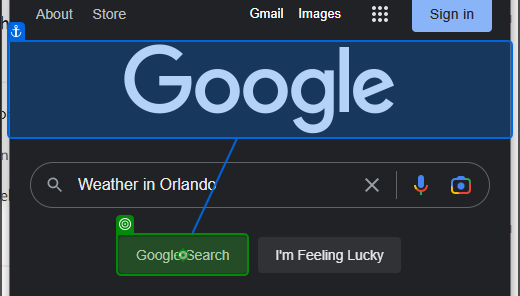 About Store Gmail Images Sign in
Google
Weather in Orlando
Google Search I'm Feeling Lucky